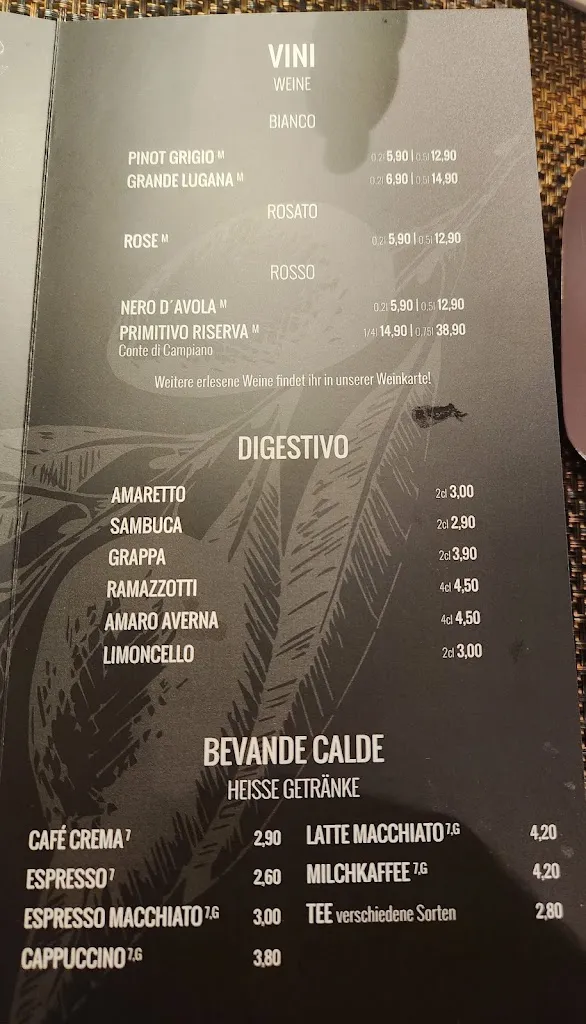 VINI
WEINE
BIANCO
PINOT GRIGIO M 0.2l 5,90 | 0.5l 12,90
GRANDE LUGANA M 0.2l 6,90 | 0.5l 14,90
ROSATO
ROSE M 0.2l 5,90 | 0.5l 12,90
ROSSO
NERO D´AVOLA M 0.2l 5,90 | 0.5l 12,90
PRIMITIVO RISERVA M 1/4l 14,90 | 0,75l 38,90
Conte di Campiano
Weitere erlesene Weine findet ihr in unserer Weinkarte!
DIGESTIVO
AMARETTO 2cl 3,00
SAMBUCA 2cl 2,90
GRAPPA 2cl 3,90
RAMAZZOTTI 4cl 4,50
AMARO AVERNA 4cl 4,50
LIMONCELLO 2cl 3,00
BEVANDE CALDE
HEISSE GETRÄNKE
CAFÉ CREMA 7 2,90
ESPRESSO 7 2,60
ESPRESSO MACCHIATO 7,G 3,00
CAPPUCCINO 7,G 3,80
LATTE MACCHIATO 7,G 4,20
MILCHKAFFEE 7,G 4,20
TEE verschiedene Sorten 2,80